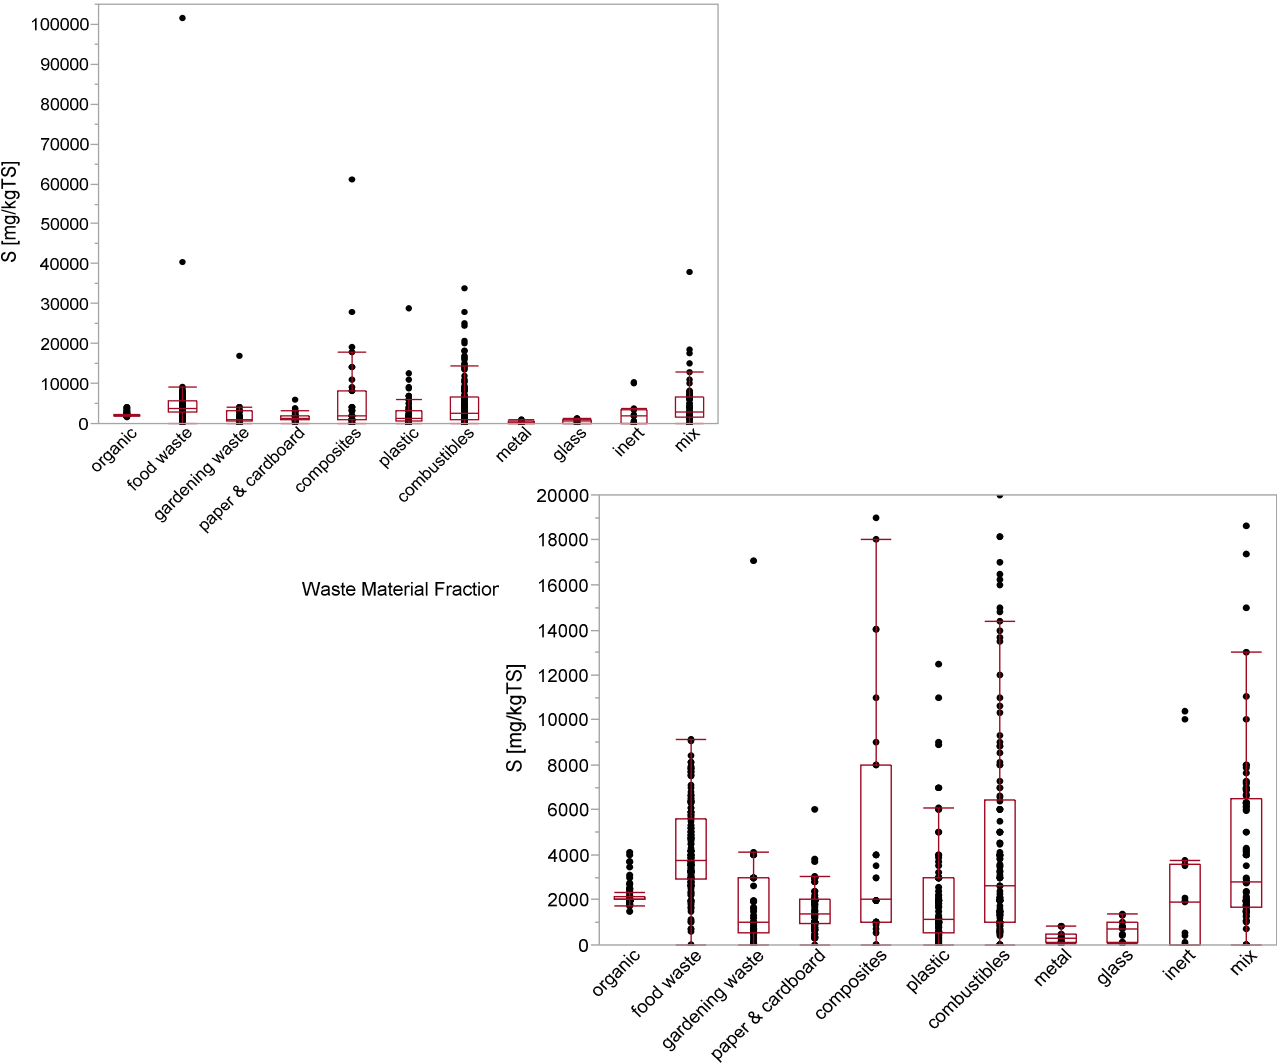 100000
90000
80000
70000
60000
50000
40000
30000
20000
10000
0
S [mg/kgTS]
organic
food waste
gardening waste
paper & cardboard
composites
plastic
combustibles
metal
glass
inert
mix
Waste Material Fraction
20000
18000
16000
14000
12000
10000
8000
6000
4000
2000
0
S [mg/kgTS]
organic
food waste
gardening waste
paper & cardboard
composites
plastic
combustibles
metal
glass
inert
mix